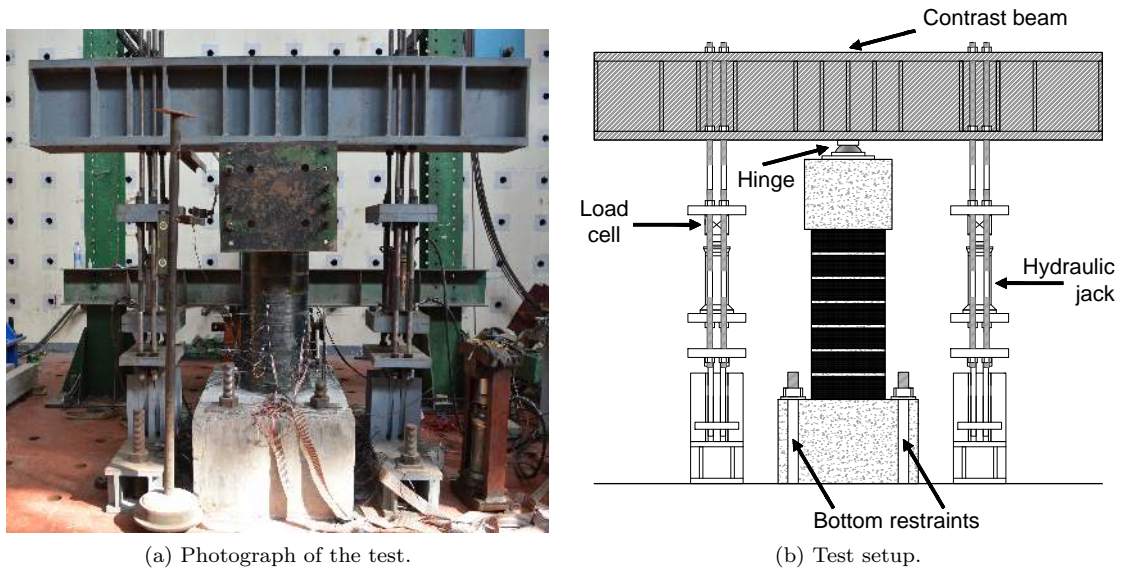 Contrast beam
Hinge
Load
cell
Hydraulic
jack
Bottom restraints
(a) Photograph of the test.
(b) Test setup.